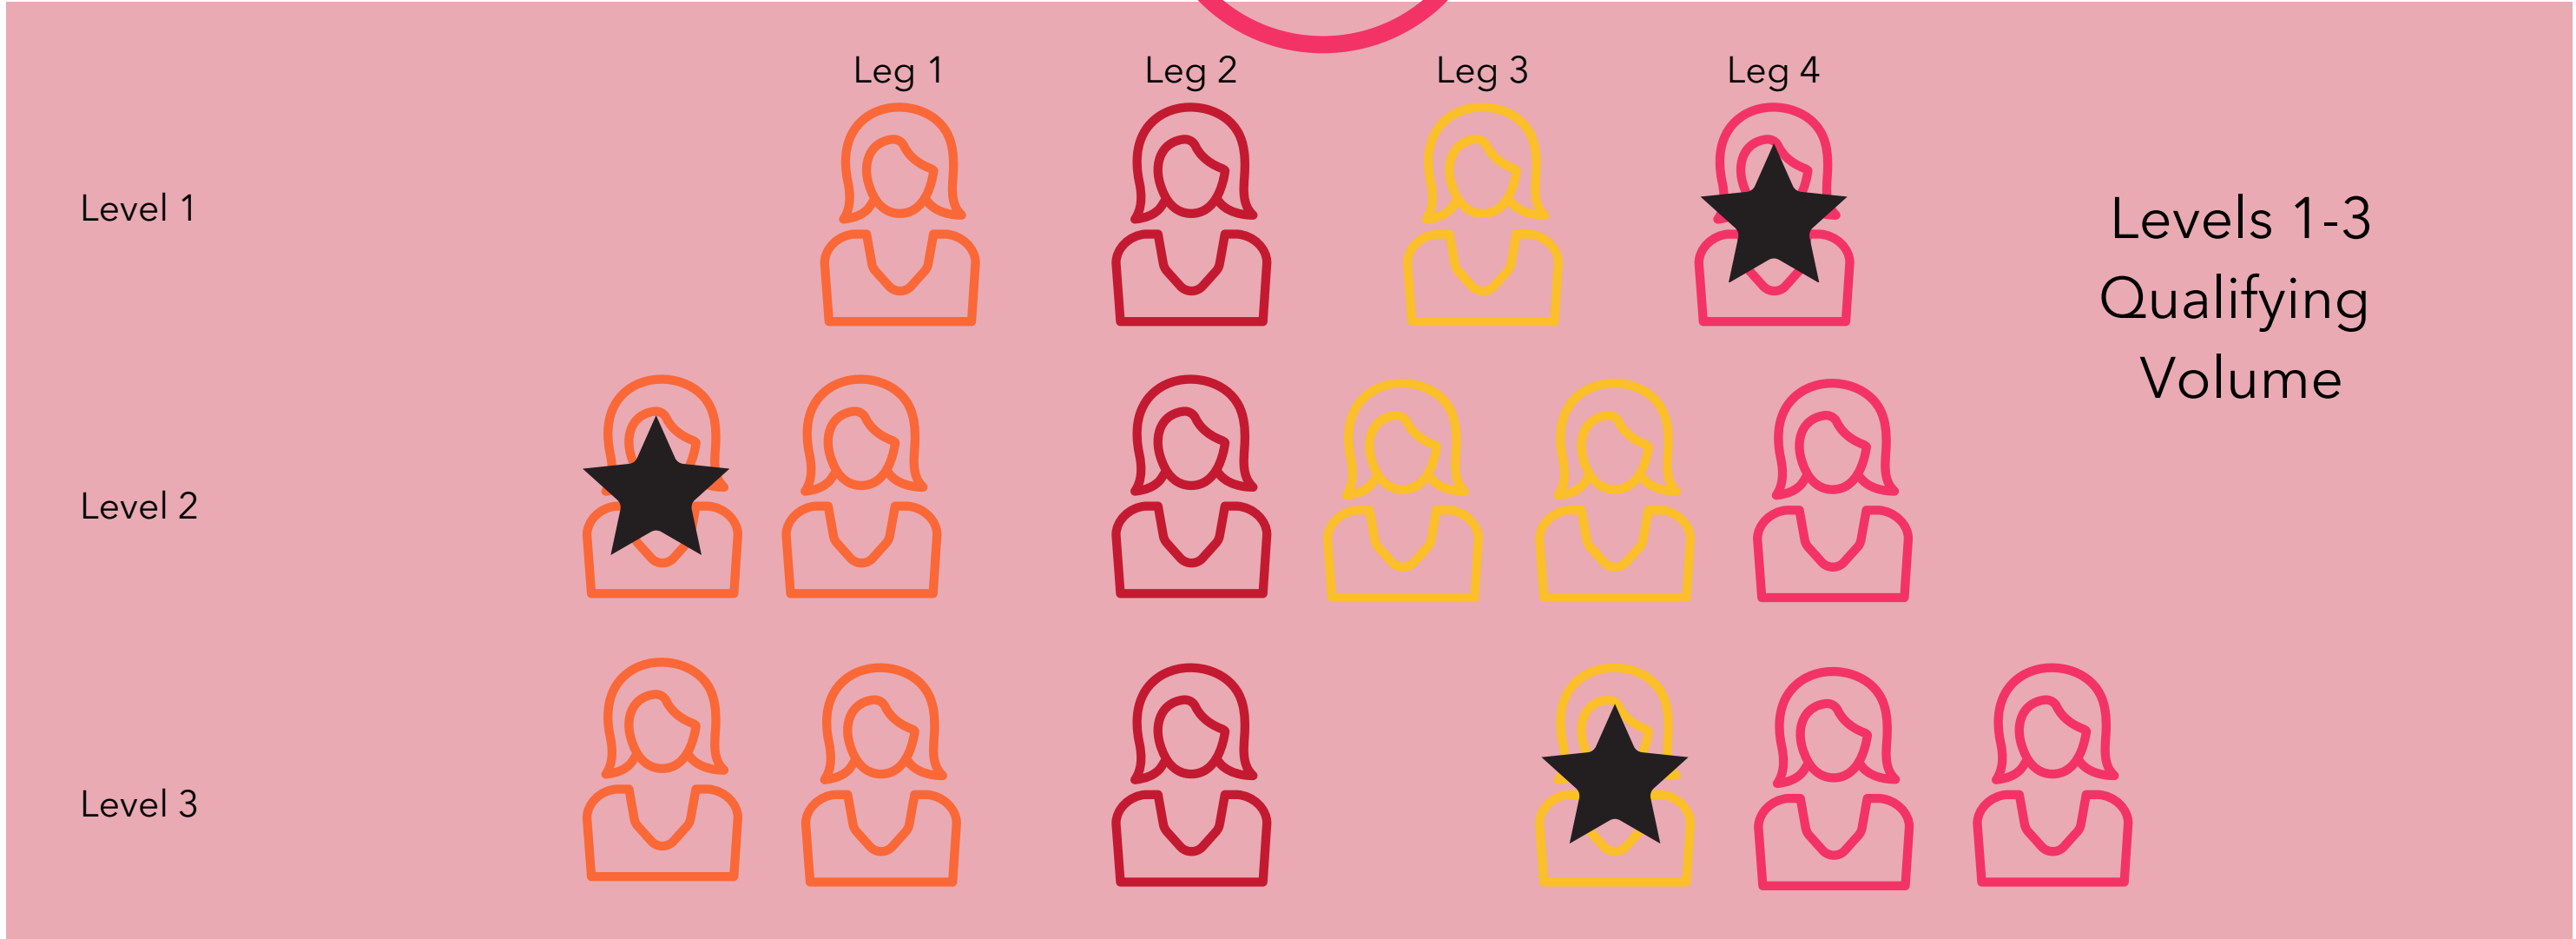 Leg 1
Leg 2
Leg 3
Leg 4
Level 1
Levels 1-3
Qualifying
Volume
Level 2
Level 3